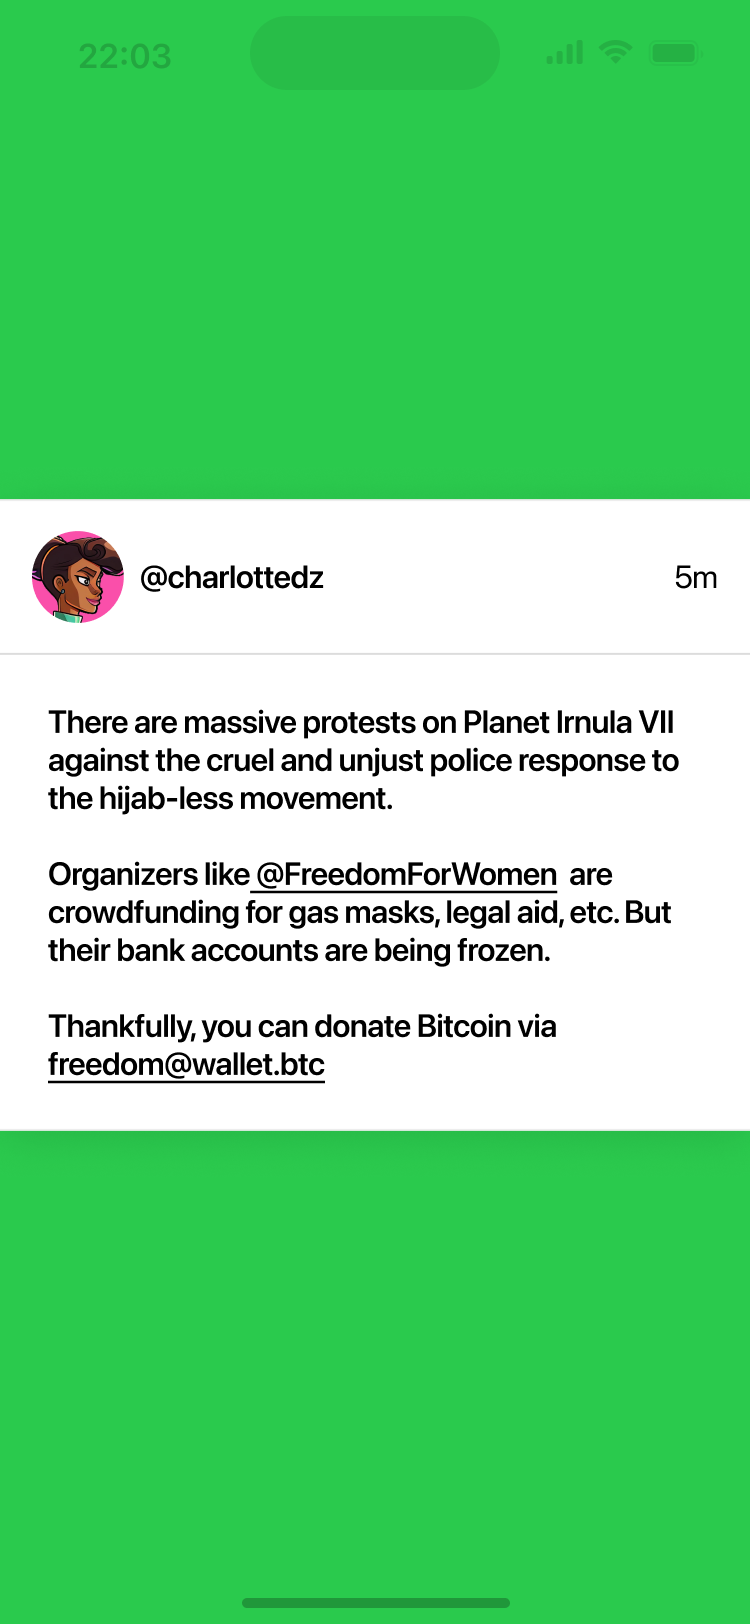 22:03
@charlottedz
5m
There are massive protests on Planet Irnula VII
against the cruel and unjust police response to
the hijab-less movement.
Organizers like @FreedomForWomen are
crowdfunding for gas masks, legal aid, etc. But
their bank accounts are being frozen.
Thankfully, you can donate Bitcoin via
freedom@wallet.btc